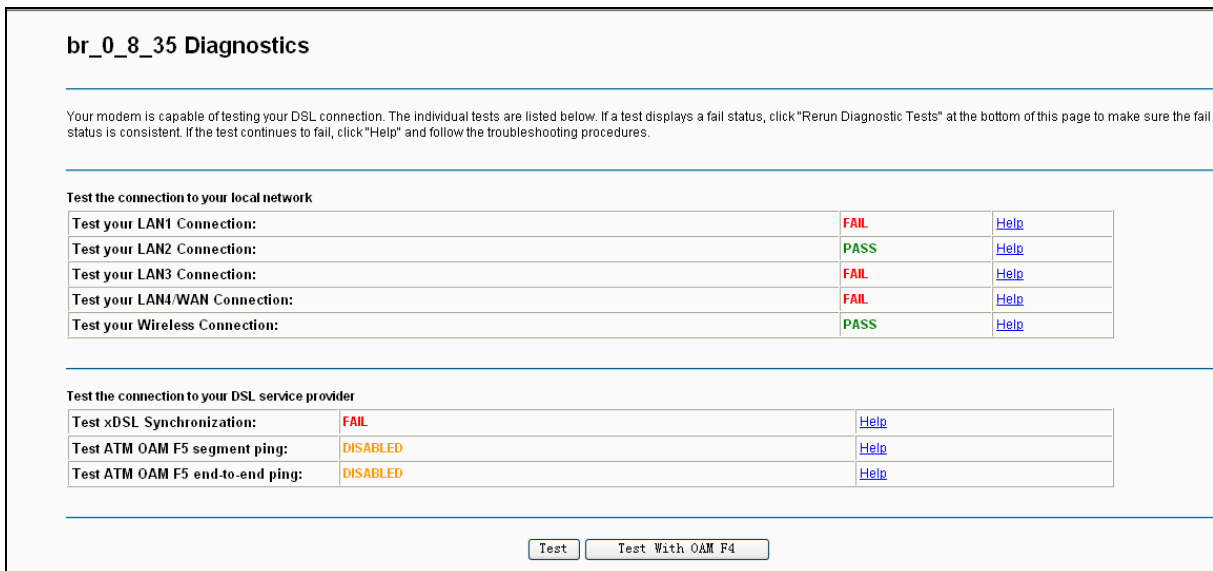 br_0_8_35 Diagnostics
Your modem is capable of testing your DSL connection. The individual tests are listed below. If a test displays a fail status, click "Rerun Diagnostic Tests" at the bottom of this page to make sure the fail
status is consistent. If the test continues to fail, click "Help" and follow the troubleshooting procedures.
Test the connection to your local network
Test your LAN1 Connection: FAIL Help
Test your LAN2 Connection: PASS Help
Test your LAN3 Connection: FAIL Help
Test your LAN4/WAN Connection: FAIL Help
Test your Wireless Connection: PASS Help
Test the connection to your DSL service provider
Test xDSL Synchronization: FAIL Help
Test ATM OAM F5 segment ping: DISABLED Help
Test ATM OAM F5 end-to-end ping: DISABLED Help
Test Test With OAM F4